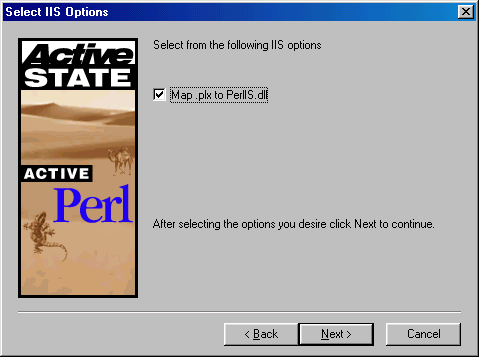 Select IIS Options
Active
STATE
ACTIVE
Perl
Select from the following IIS options
Map .plx to PerlIS.dll
After selecting the options you desire click Next to continue.
< Back
Next >
Cancel